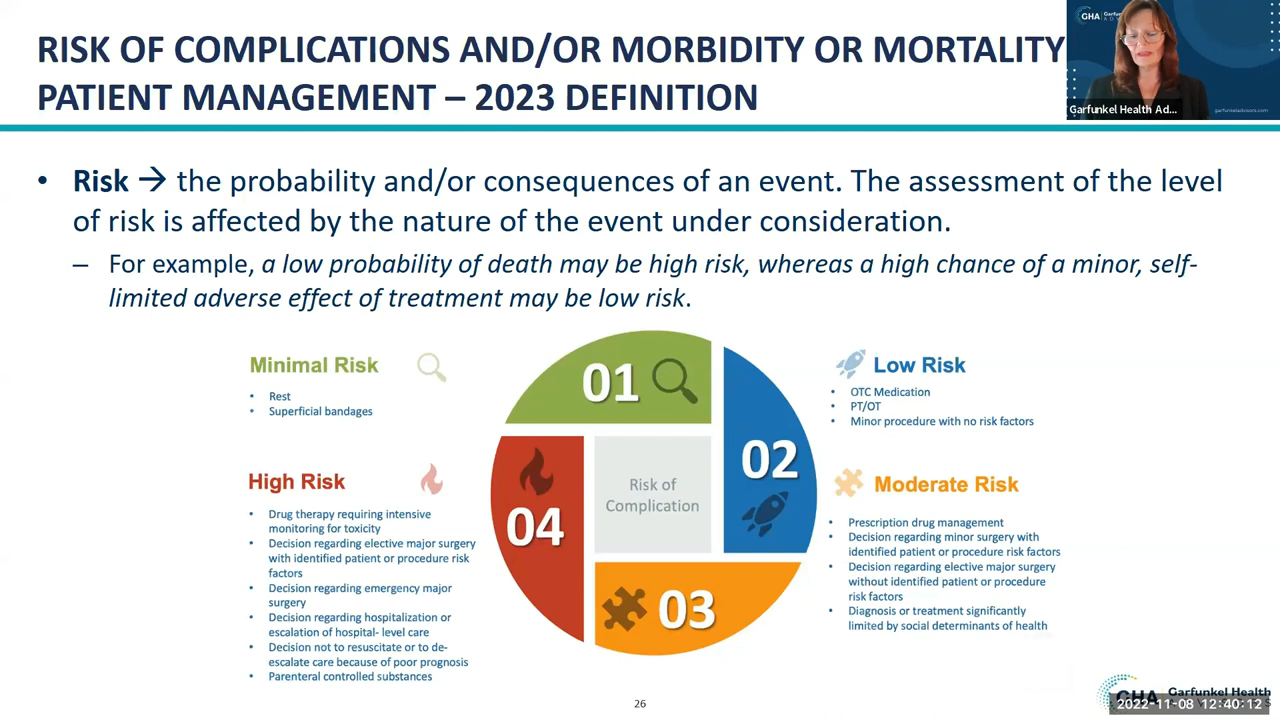 RISK OF COMPLICATIONS AND/OR MORBIDITY OR MORTALITY
PATIENT MANAGEMENT – 2023 DEFINITION
GHA
Garfunkel Health Ad...
garfunkeladvisors.com
• Risk → the probability and/or consequences of an event. The assessment of the level
of risk is affected by the nature of the event under consideration.
– For example, a low probability of death may be high risk, whereas a high chance of a minor, self-
limited adverse effect of treatment may be low risk.
Minimal Risk
• Rest
• Superficial bandages
01
02
03
04
Risk of
Complication
Low Risk
• OTC Medication
• PT/OT
• Minor procedure with no risk factors
Moderate Risk
• Prescription drug management
• Decision regarding minor surgery with
identified patient or procedure risk factors
• Decision regarding elective major surgery
without identified patient or procedure
risk factors
• Diagnosis or treatment significantly
limited by social determinants of health
High Risk
• Drug therapy requiring intensive
monitoring for toxicity
• Decision regarding elective major surgery
with identified patient or procedure risk
factors
• Decision regarding emergency major
surgery
• Decision regarding hospitalization or
escalation of hospital- level care
• Decision not to resuscitate or to de-
escalate care because of poor prognosis
• Parenteral controlled substances
26
GHA
Garfunkel Health
2022-11-08 12:40:12